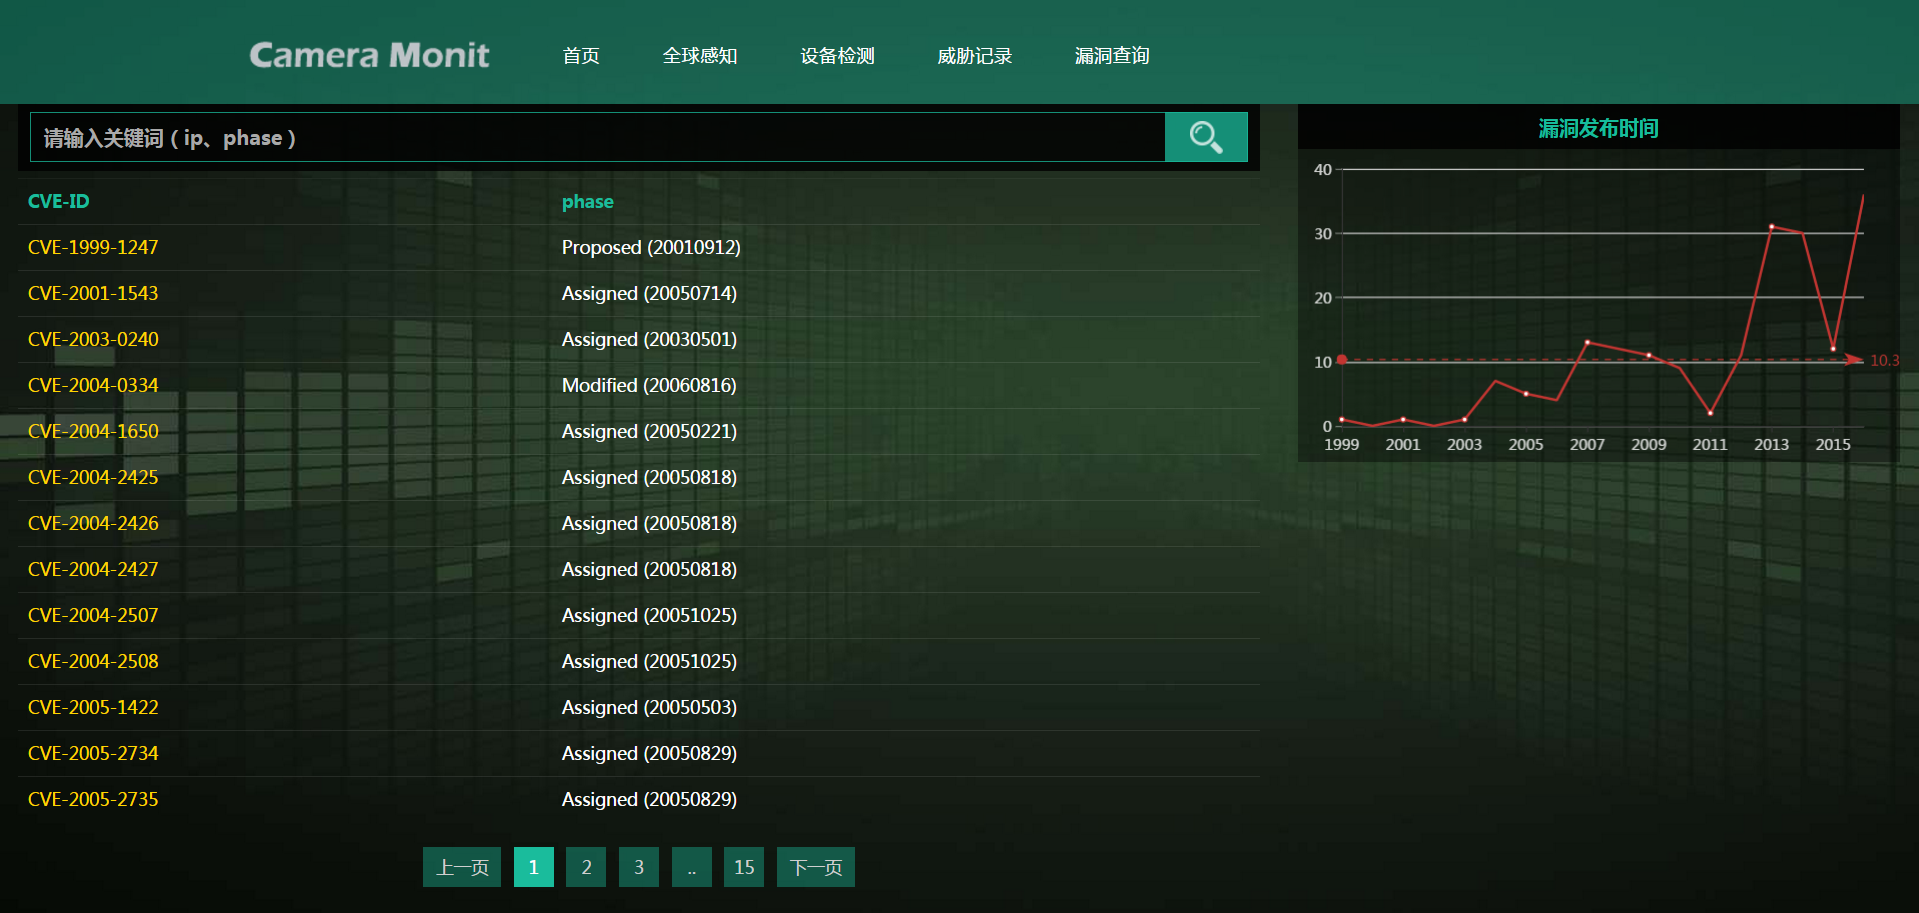 Camera Monit 首页 全球感知 设备检测 威胁记录 漏洞查询
请输入关键词（ip、phase）
CVE-ID phase
CVE-1999-1247 Proposed (20010912)
CVE-2001-1543 Assigned (20050714)
CVE-2003-0240 Assigned (20030501)
CVE-2004-0334 Modified (20060816)
CVE-2004-1650 Assigned (20050221)
CVE-2004-2425 Assigned (20050818)
CVE-2004-2426 Assigned (20050818)
CVE-2004-2427 Assigned (20050818)
CVE-2004-2507 Assigned (20051025)
CVE-2004-2508 Assigned (20051025)
CVE-2005-1422 Assigned (20050503)
CVE-2005-2734 Assigned (20050829)
CVE-2005-2735 Assigned (20050829)
上一页 1 2 3 .. 15 下一页
漏洞发布时间
40
30
20
10
10.3
0
1999 2001 2003 2005 2007 2009 2011 2013 2015